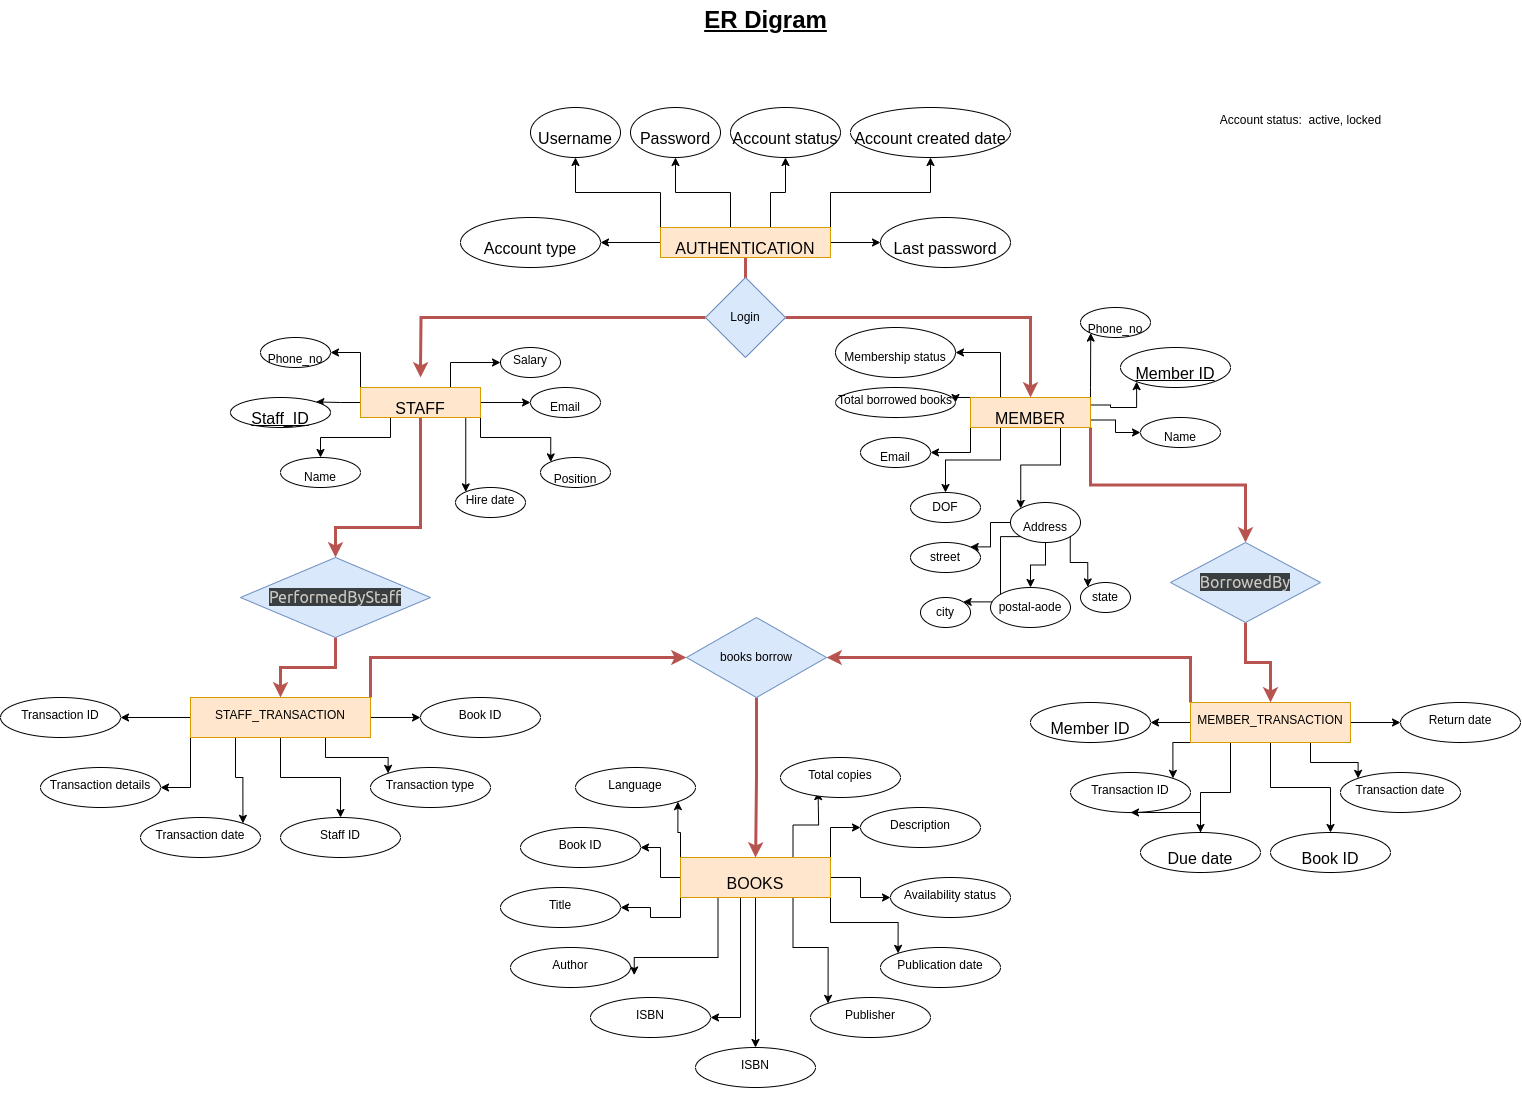 ER Digram
Account status:  active, locked
Username
Password
Account status
Account created date
Account type
AUTHENTICATION
Last password
Login
Phone_no
Salary
Staff_ID
STAFF
Email
Name
Hire date
Position
Membership status
Phone_no
Member ID
Total borrowed books
MEMBER
Name
Email
DOF
Address
street
city
postal-aode
state
PerformedByStaff
BorrowedBy
books borrow
Transaction ID
STAFF_TRANSACTION
Book ID
Transaction details
Transaction type
Transaction date
Staff ID
Member ID
MEMBER_TRANSACTION
Return date
Transaction ID
Transaction date
Due date
Book ID
Language
Total copies
Book ID
Description
Title
BOOKS
Availability status
Author
Publication date
ISBN
Publisher
ISBN